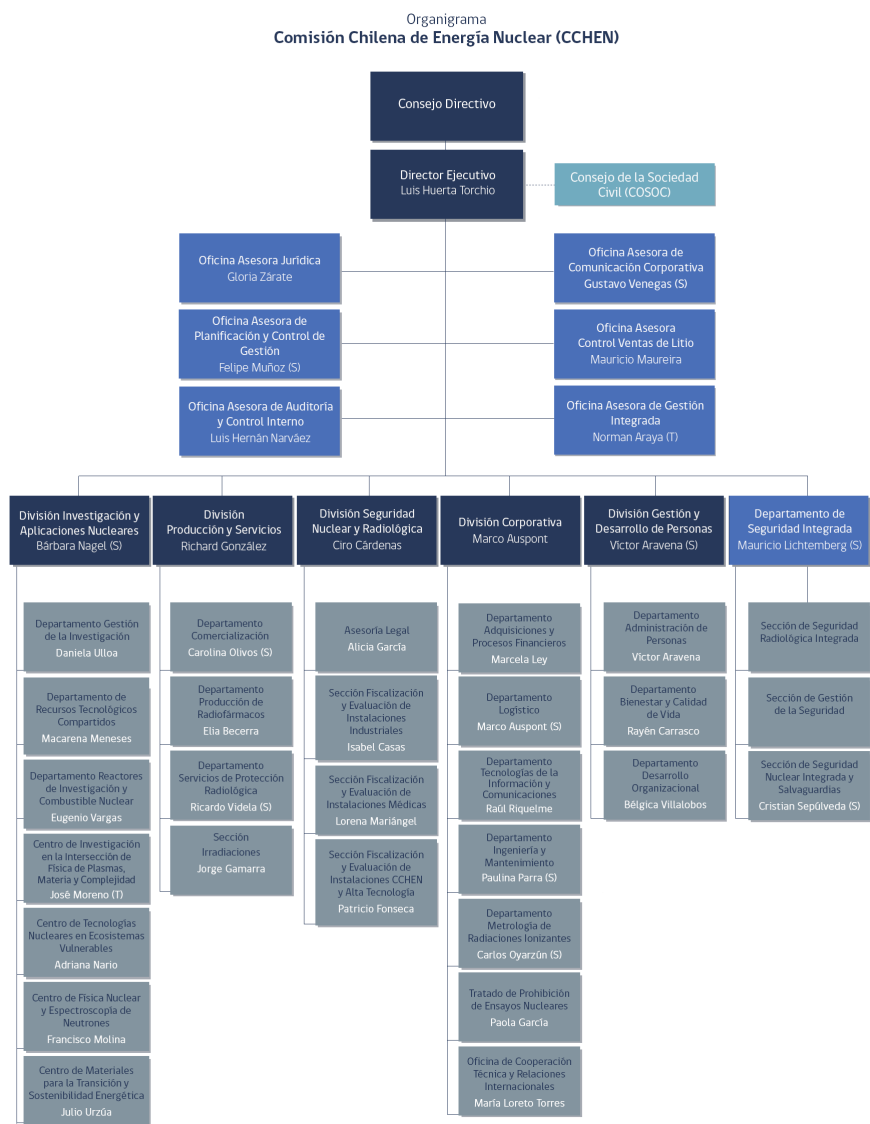 Organigrama
Comisión Chilena de Energía Nuclear (CCHEN)
Consejo Directivo
Director Ejecutivo
Luis Huerta Torchio
Consejo de la Sociedad
Civil (COSOC)
Oficina Asesora Jurídica
Gloria Zárate
Oficina Asesora de
Comunicación Corporativa
Gustavo Venegas (S)
Oficina Asesora de
Planificación y Control de
Gestión
Felipe Muñoz (S)
Oficina Asesora
Control Ventas de Litio
Mauricio Maureira
Oficina Asesora de Auditoría
y Control Interno
Luis Hernán Narváez
Oficina Asesora de Gestión
Integrada
Norman Araya (T)
División Investigación y
Aplicaciones Nucleares
Bárbara Nagel (S)
División
Producción y Servicios
Richard González
División Seguridad
Nuclear y Radiológica
Ciro Cárdenas
División Corporativa
Marco Auspont
División Gestión y
Desarrollo de Personas
Víctor Aravena (S)
Departamento de
Seguridad Integrada
Mauricio Lichtemberg (S)
Departamento Gestión
de la Investigación
Daniela Ulloa
Departamento de
Recursos Tecnológicos
Compartidos
Macarena Meneses
Departamento Reactores
de Investigación y
Combustible Nuclear
Eugenio Vargas
Centro de Investigación
en la Intersección de
Física de Plasmas,
Materia y Complejidad
José Moreno (T)
Centro de Tecnologías
Nucleares en Ecosistemas
Vulnerables
Adriana Nario
Centro de Física Nuclear
y Espectroscopia de
Neutrones
Francisco Molina
Centro de Materiales
para la Transición y
Sostenibilidad Energética
Julio Urzúa
Departamento
Comercialización
Carolina Olivos (S)
Departamento
Producción de
Radiofármacos
Elia Becerra
Departamento
Servicios de Protección
Radiológica
Ricardo Videla (S)
Sección
Irradiaciones
Jorge Gamarra
Asesoría Legal
Alicia García
Sección Fiscalización
y Evaluación de
Instalaciones
Industriales
Isabel Casas
Sección Fiscalización
y Evaluación de
Instalaciones Médicas
Lorena Mariángel
Sección Fiscalización
y Evaluación de
Instalaciones CCHEN
y Alta Tecnología
Patricio Fonseca
Departamento
Adquisiciones y
Procesos Financieros
Marcela Ley
Departamento
Logístico
Marco Auspont (S)
Departamento
Tecnologías de la
Información y
Comunicaciones
Raúl Riquelme
Departamento
Ingeniería y
Mantenimiento
Paulina Parra (S)
Departamento
Metrología de
Radiaciones Ionizantes
Carlos Oyarzún (S)
Tratado de Prohibición
de Ensayos Nucleares
Paola García
Oficina de Cooperación
Técnica y Relaciones
Internacionales
María Loreto Torres
Departamento
Administración de
Personas
Víctor Aravena
Departamento
Bienestar y Calidad
de Vida
Rayén Carrasco
Departamento
Desarrollo
Organizacional
Bélgica Villalobos
Sección de Seguridad
Radiológica Integrada
Sección de Gestión
de la Seguridad
Sección de Seguridad
Nuclear Integrada y
Salvaguardias
Cristian Sepúlveda (S)